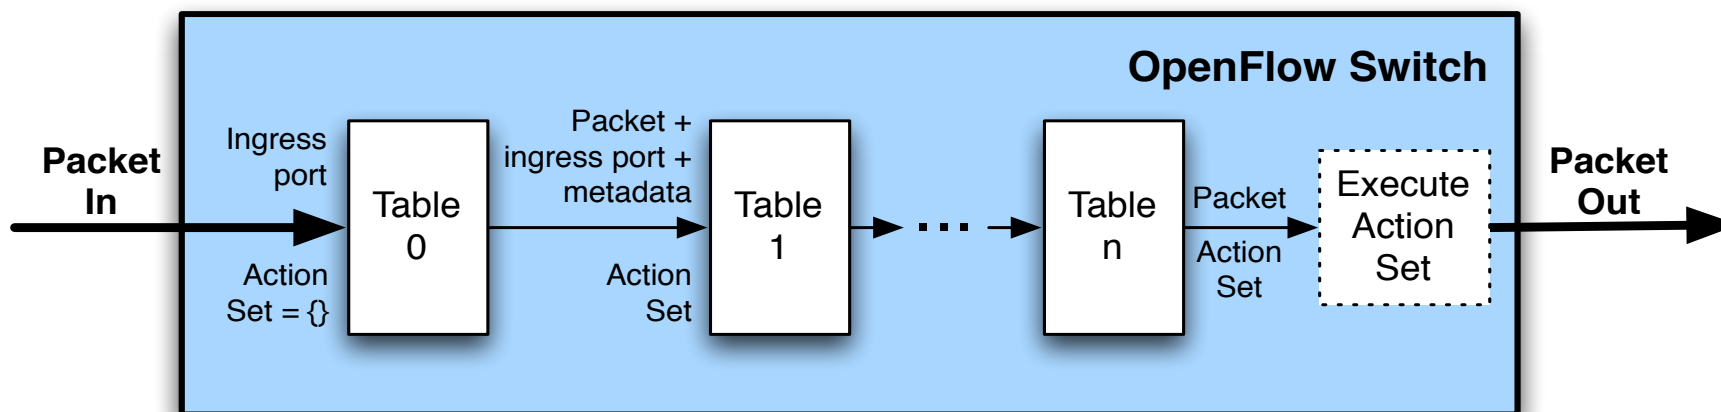 OpenFlow Switch
Packet
In
Ingress
port
Action
Set = {}
Table
0
Packet +
ingress port +
metadata
Action
Set
Table
1
...
Table
n
Packet
Action
Set
Execute
Action
Set
Packet
Out